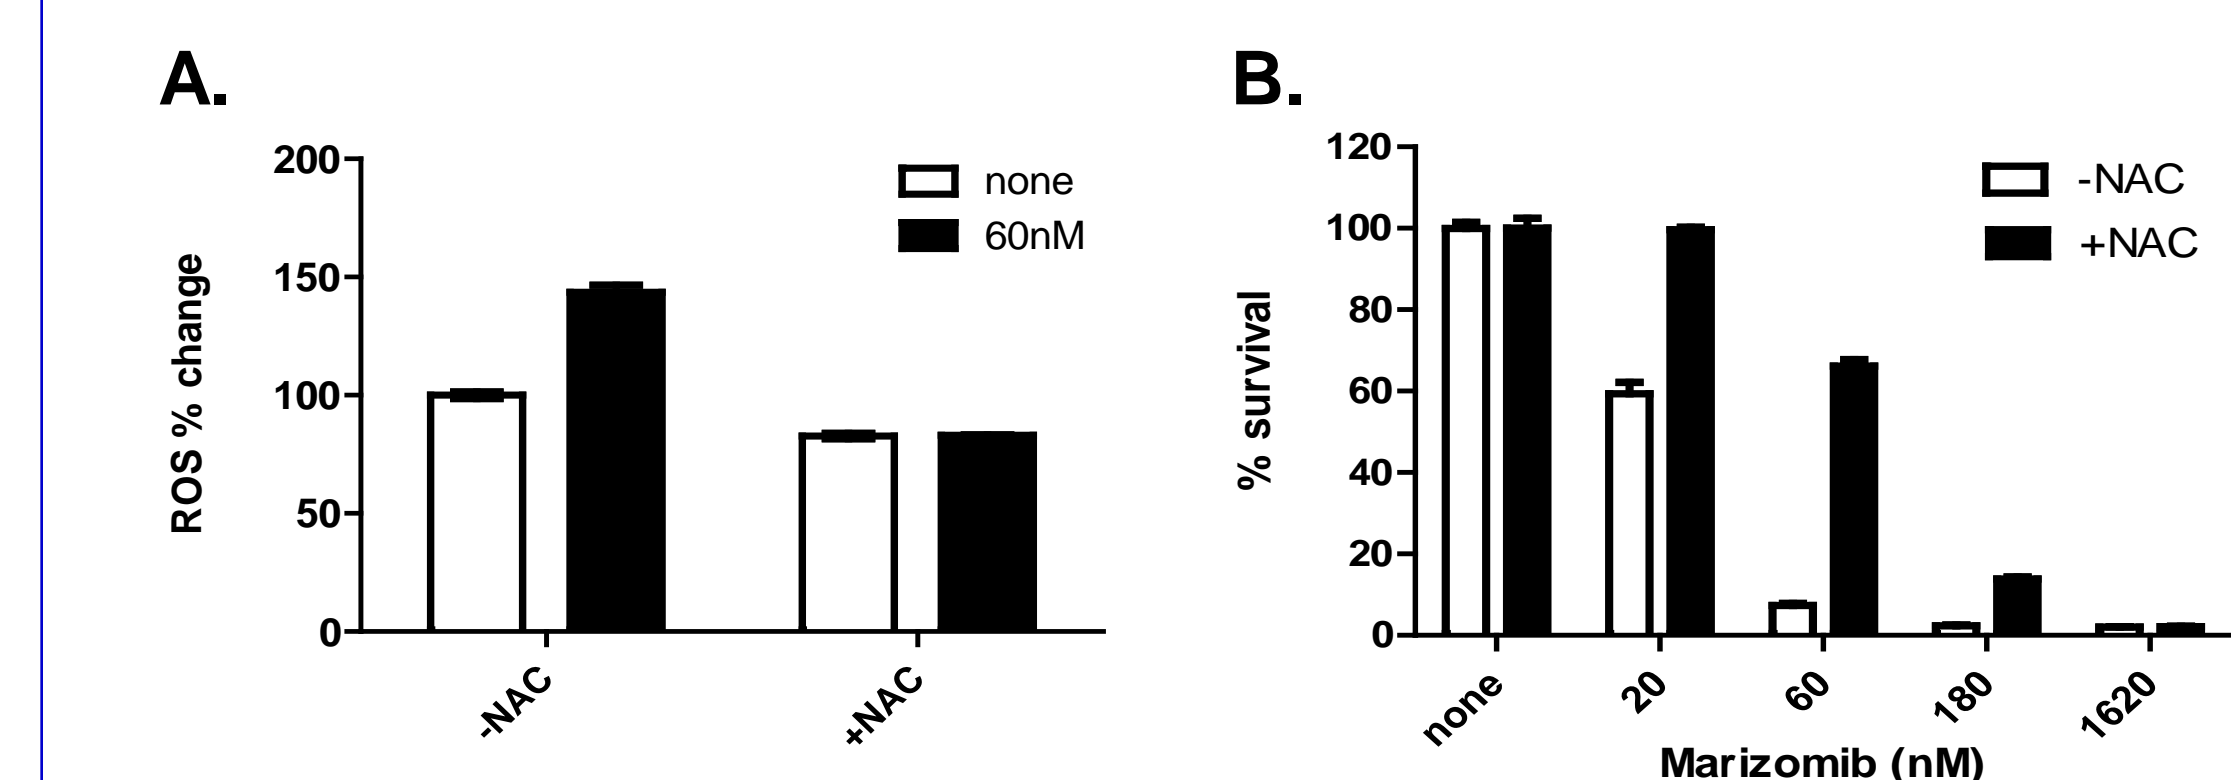 A.
ROS % change
200
150
100
50
0
none
60nM
-NAC
+NAC
B.
% survival
120
100
80
60
40
20
0
-NAC
+NAC
none
20
60
180
1620
Marizomib (nM)